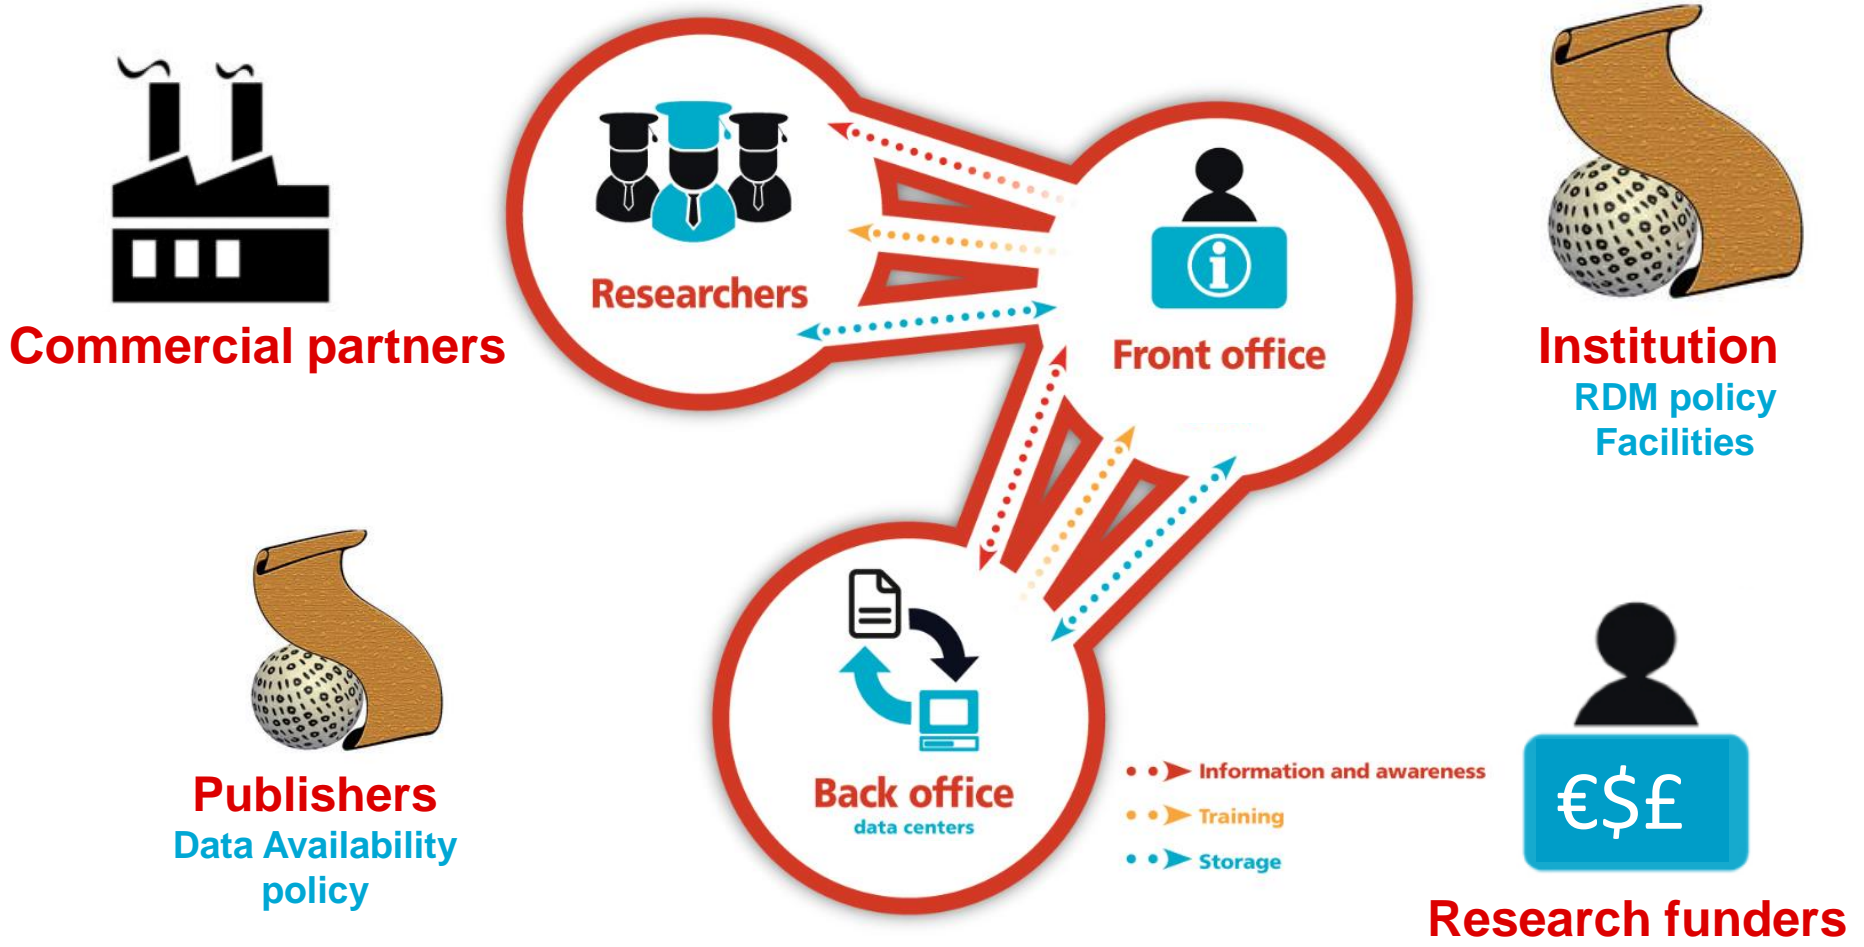 Commercial partners
Researchers
Front office
Institution
RDM policy
Facilities
Publishers
Data Availability
policy
Back office
data centers
Information and awareness
Training
Storage
€$£
Research funders